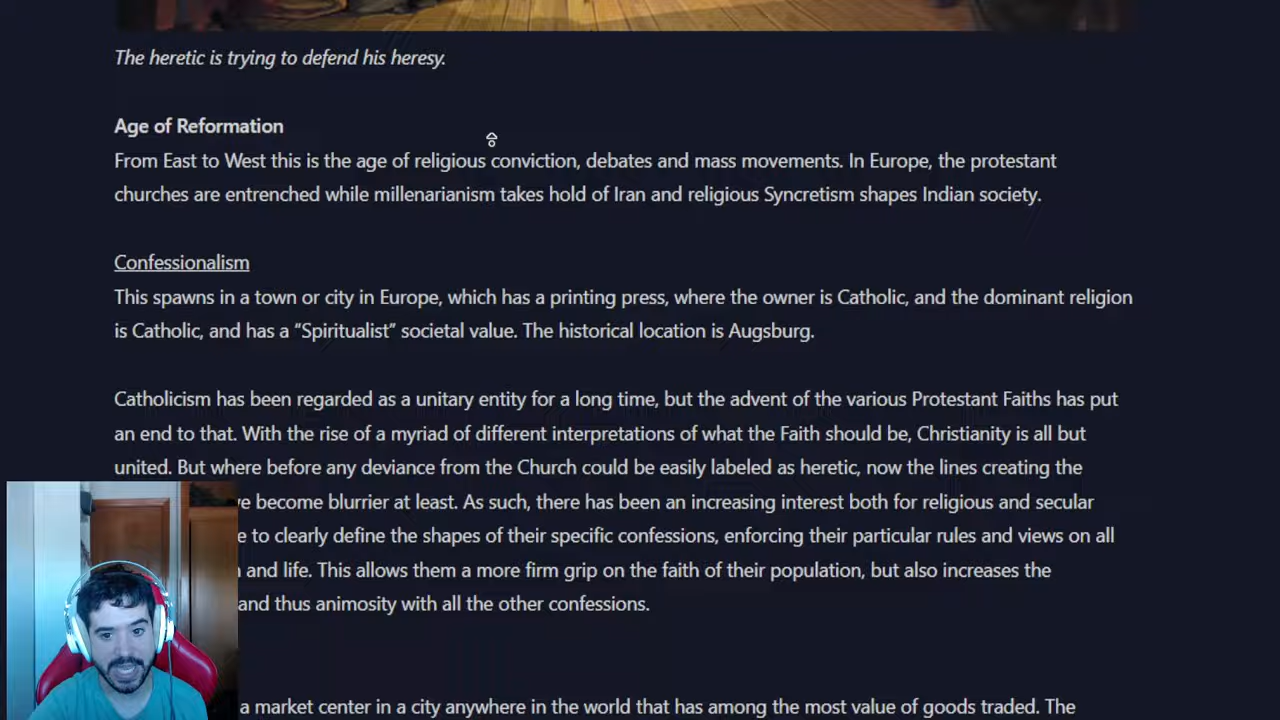 The heretic is trying to defend his heresy.
Age of Reformation
From East to West this is the age of religious conviction, debates and mass movements. In Europe, the protestant
churches are entrenched while millenarianism takes hold of Iran and religious Syncretism shapes Indian society.
Confessionalism
This spawns in a town or city in Europe, which has a printing press, where the owner is Catholic, and the dominant religion
is Catholic, and has a “Spiritualist” societal value. The historical location is Augsburg.
Catholicism has been regarded as a unitary entity for a long time, but the advent of the various Protestant Faiths has put
an end to that. With the rise of a myriad of different interpretations of what the Faith should be, Christianity is all but
united. But where before any deviance from the Church could be easily labeled as heretic, now the lines creating the
become blurrier at least. As such, there has been an increasing interest both for religious and secular
to clearly define the shapes of their specific confessions, enforcing their particular rules and views on all
and life. This allows them a more firm grip on the faith of their population, but also increases the
and thus animosity with all the other confessions.
a market center in a city anywhere in the world that has among the most value of goods traded. The